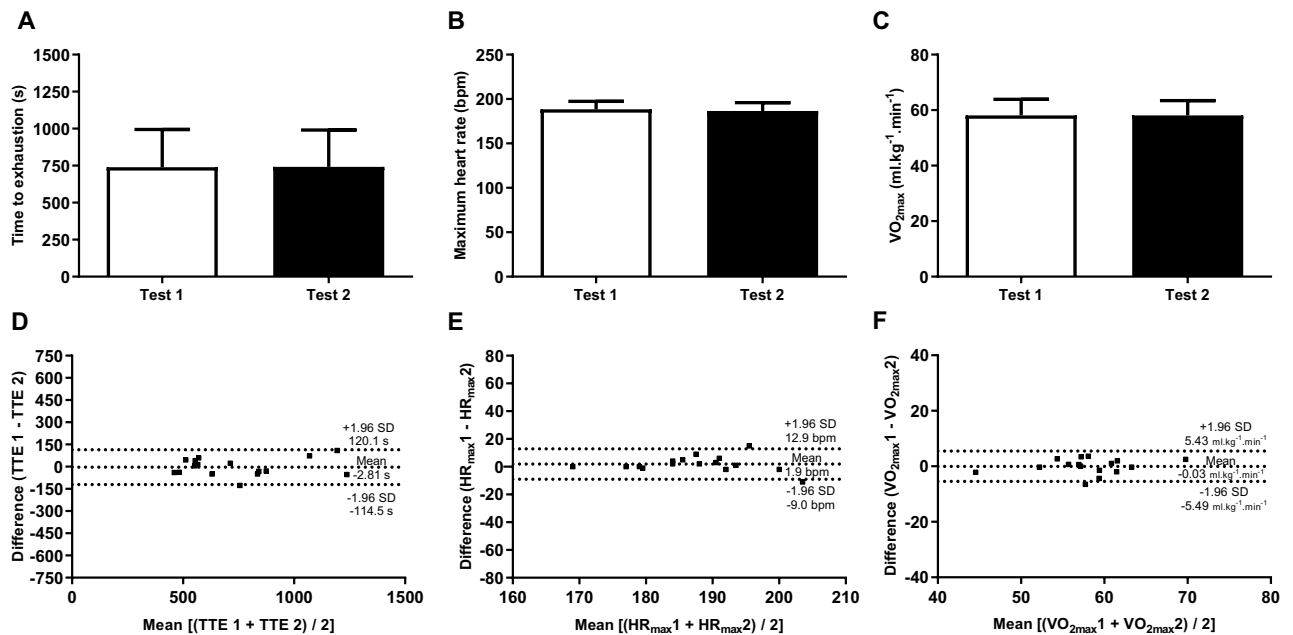 A
Time to exhaustion (s)
1500
1250
1000
750
500
250
0
Test 1
Test 2
B
Maximum heart rate (bpm)
250
200
150
100
50
0
Test 1
Test 2
C
VO2max (ml.kg-1.min-1)
80
60
40
20
0
Test 1
Test 2
D
Difference (TTE 1 - TTE 2)
750
600
450
300
150
0
-150
-300
-450
-600
-750
+1.96 SD
120.1 s
Mean
-2.81 s
-1.96 SD
-114.5 s
0
500
1000
1500
Mean [(TTE 1 + TTE 2) / 2]
E
Difference (HRmax1 - HRmax2)
80
60
40
20
0
-20
-40
-60
-80
+1.96 SD
12.9 bpm
Mean
1.9 bpm
-1.96 SD
-9.0 bpm
160
170
180
190
200
210
Mean [(HRmax1 + HRmax2) / 2]
F
Difference (VO2max1 - VO2max2)
40
20
0
-20
-40
+1.96 SD
5.43 ml.kg-1.min-1
Mean
-0.03 ml.kg-1.min-1
-1.96 SD
-5.49 ml.kg-1.min-1
40
50
60
70
80
Mean [(VO2max1 + VO2max2) / 2]